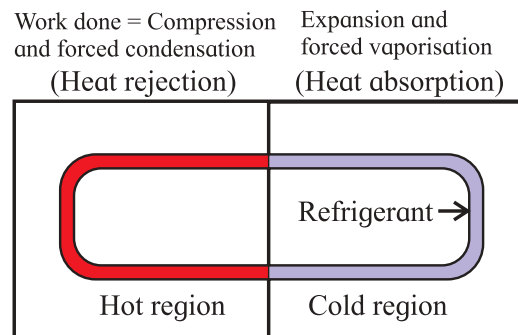 Work done = Compression
and forced condensation
(Heat rejection)
Expansion and
forced vaporisation
(Heat absorption)
Refrigerant
Hot region
Cold region